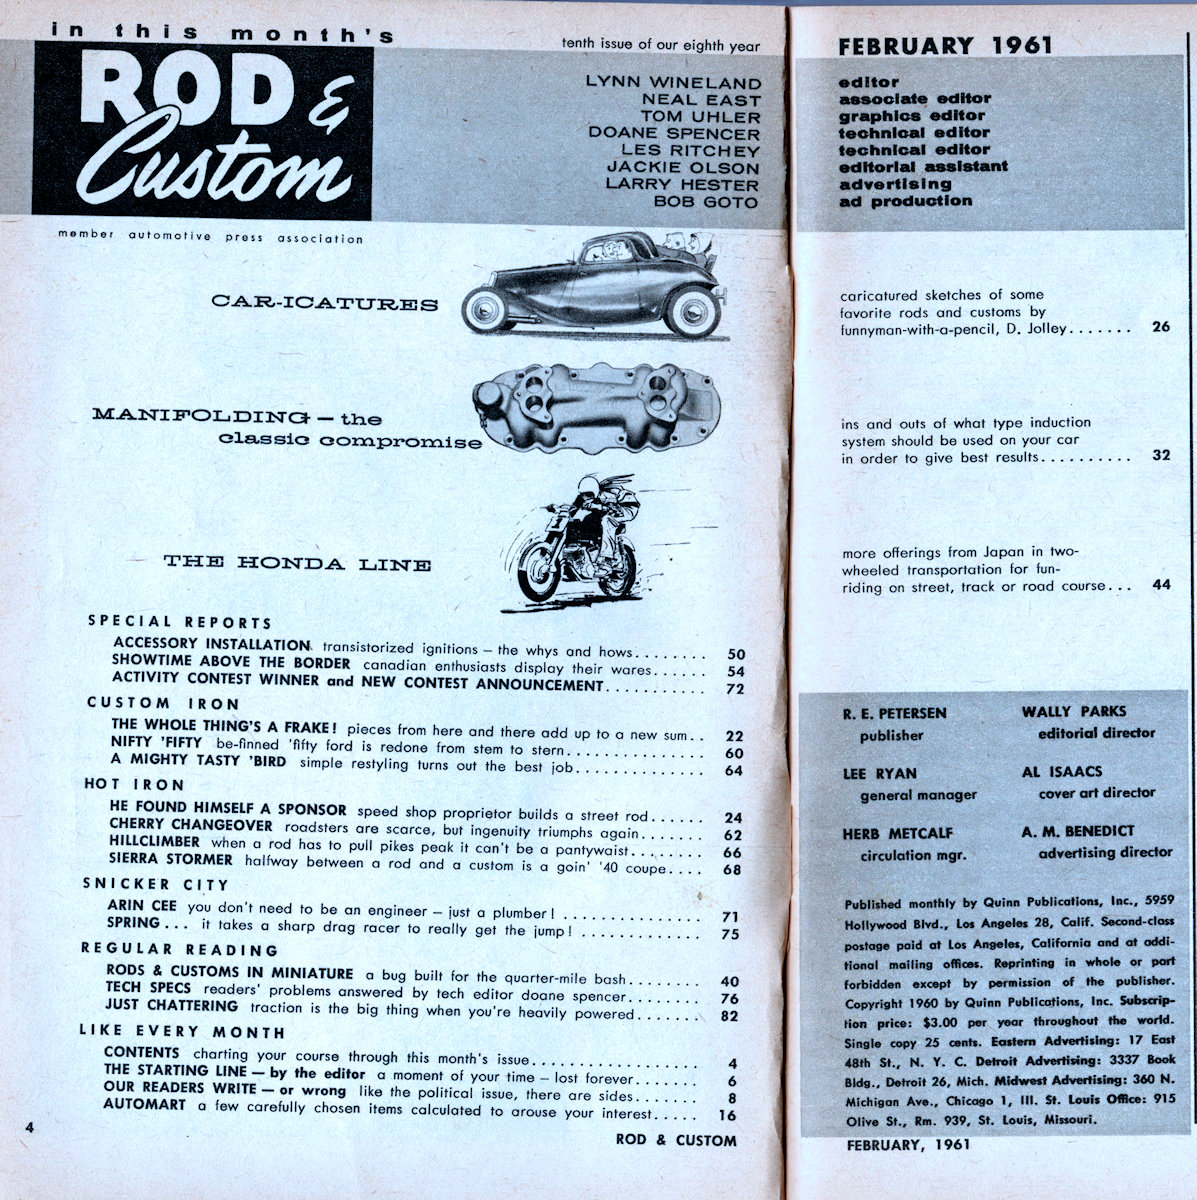 in this month's
ROD &
Custom
member automotive press association
tenth issue of our eighth year
LYNN WINELAND
NEAL EAST
TOM UHLER
DOANE SPENCER
LES RITCHEY
JACKIE OLSON
LARRY HESTER
BOB GOTO
CAR-ICATURES
MANIFOLDING — the
classic compromise
THE HONDA LINE
SPECIAL REPORTS
ACCESSORY INSTALLATION transistorized ignitions — the whys and hows........ 50
SHOWTIME ABOVE THE BORDER canadian enthusiasts display their wares...... 54
ACTIVITY CONTEST WINNER and NEW CONTEST ANNOUNCEMENT.......... 72
CUSTOM IRON
THE WHOLE THING'S A FRAKE! pieces from here and there add up to a new sum.. 22
NIFTY 'FIFTY be-finned 'fifty ford is redone from stem to stern.............. 60
A MIGHTY TASTY 'BIRD simple restyling turns out the best job............. 64
HOT IRON
HE FOUND HIMSELF A SPONSOR speed shop proprietor builds a street rod...... 24
CHERRY CHANGEOVER roadsters are scarce, but ingenuity triumphs again....... 62
HILLCLIMBER when a rod has to pull pikes peak it can't be a pantywaist........ 66
SIERRA STORMER halfway between a rod and a custom is a goin' '40 coupe.... 68
SNICKER CITY
ARIN CEE you don't need to be an engineer — just a plumber! .............. 71
SPRING... it takes a sharp drag racer to really get the jump! ............ 75
REGULAR READING
RODS & CUSTOMS IN MINIATURE a bug built for the quarter-mile bash........ 40
TECH SPECS readers' problems answered by tech editor doane spencer........ 76
JUST CHATTERING traction is the big thing when you're heavily powered....... 82
LIKE EVERY MONTH
CONTENTS charting your course through this month's issue................. 4
THE STARTING LINE — by the editor a moment of your time — lost forever....... 6
OUR READERS WRITE — or wrong like the political issue, there are sides....... 8
AUTOMART a few carefully chosen items calculated to arouse your interest..... 16
4
ROD & CUSTOM
FEBRUARY 1961
editor
associate editor
graphics editor
technical editor
technical editor
editorial assistant
advertising
ad production
caricatured sketches of some
favorite rods and customs by
funnyman-with-a-pencil, D. Jolley....... 26
ins and outs of what type induction
system should be used on your car
in order to give best results.......... 32
more offerings from Japan in two-
wheeled transportation for fun-
riding on street, track or road course... 44
R. E. PETERSEN
publisher
WALLY PARKS
editorial director
LEE RYAN
general manager
AL ISAACS
cover art director
HERB METCALF
circulation mgr.
A. M. BENEDICT
advertising director
Published monthly by Quinn Publications, Inc., 5959
Hollywood Blvd., Los Angeles 28, Calif. Second-class
postage paid at Los Angeles, California and at addi-
tional mailing offices. Reprinting in whole or part
forbidden except by permission of the publisher.
Copyright 1960 by Quinn Publications, Inc. Subscrip-
tion price: $3.00 per year throughout the world.
Single copy 25 cents. Eastern Advertising: 17 East
48th St., N. Y. C. Detroit Advertising: 3337 Book
Bldg., Detroit 26, Mich. Midwest Advertising: 360 N.
Michigan Ave., Chicago 1, Ill. St. Louis Office: 915
Olive St., Rm. 939, St. Louis, Missouri.
FEBRUARY, 1961